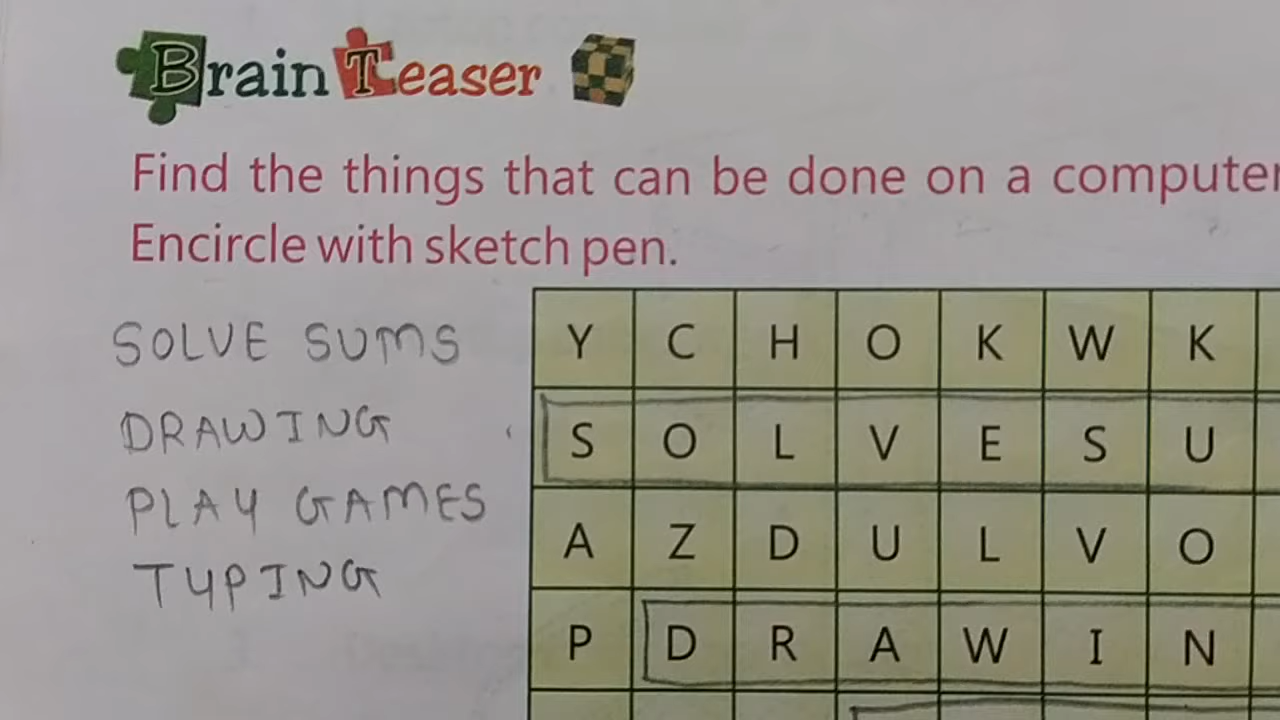 Brain Teaser
Find the things that can be done on a computer
Encircle with sketch pen.
SOLVE SUMS
DRAWING
PLAY GAMES
TYPING
Y C H O K W K
S O L V E S U
A Z D U L V O
P D R A W I N